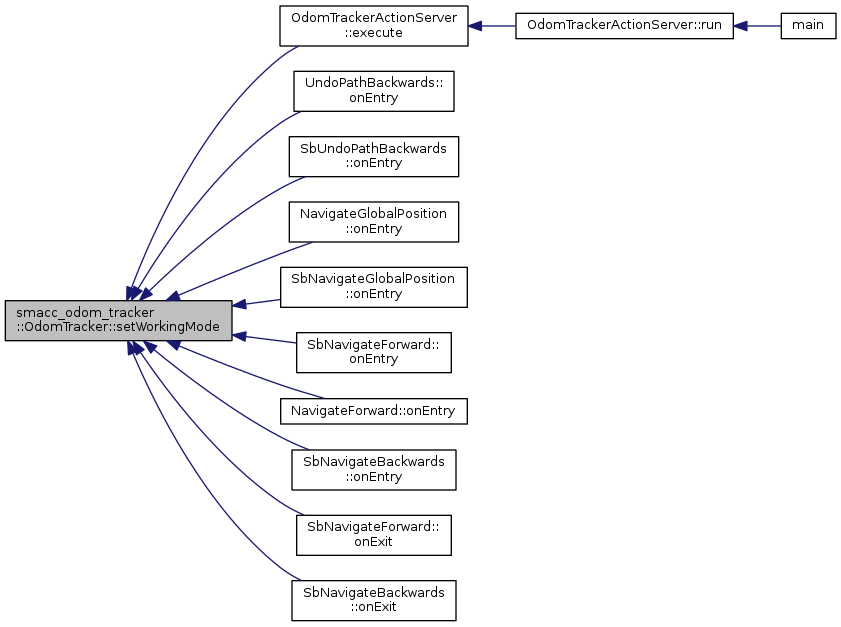 OdomTrackerActionServer
::execute
OdomTrackerActionServer::run
main
UndoPathBackwards::
onEntry
SbUndoPathBackwards
::onEntry
NavigateGlobalPosition
::onEntry
SbNavigateGlobalPosition
::onEntry
smacc_odom_tracker
::OdomTracker::setWorkingMode
SbNavigateForward::
onEntry
NavigateForward::onEntry
SbNavigateBackwards
::onEntry
SbNavigateForward::
onExit
SbNavigateBackwards
::onExit